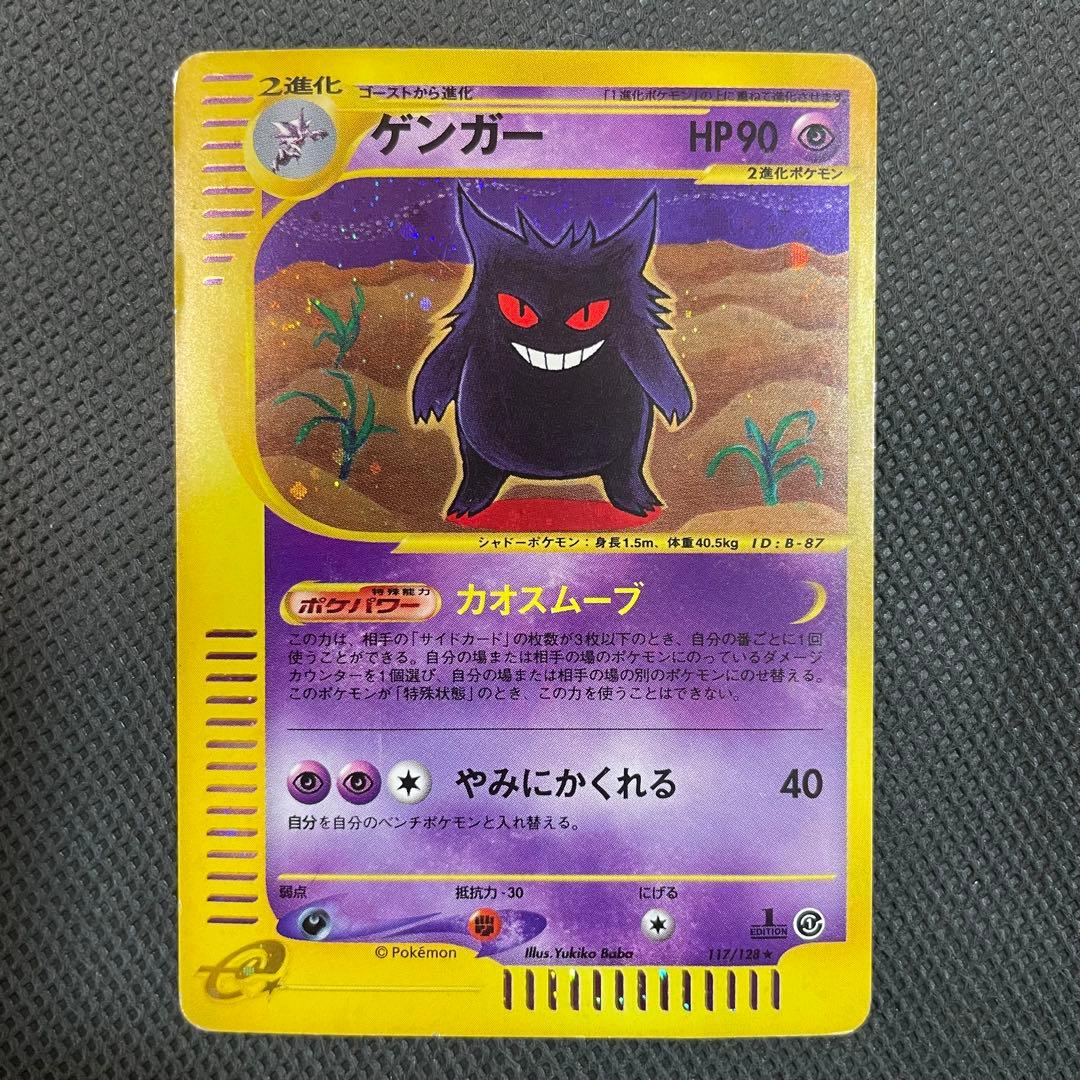 2進化 ゴーストから進化 「1進化ポケモン」の上に重ねて進化させます
ゲンガー HP90
2進化ポケモン
シャドーポケモン：身長1.5m、体重40.5kg ID：B-87
特殊能力
ポケパワー カオスムーブ
この力は、相手の「サイドカード」の枚数が3枚以下のとき、自分の番ごとに1回
使うことができる。自分の場または相手の場のポケモンにのっているダメージ
カウンターを1個選び、自分の場または相手の場の別のポケモンにのせ替える。
このポケモンが「特殊状態」のとき、この力を使うことはできない。
やみにかくれる 40
自分を自分のベンチポケモンと入れ替える。
弱点 抵抗力-30 にげる
1 EDITION 1
© Pokémon Illus. Yukiko Baba 117/128★
e